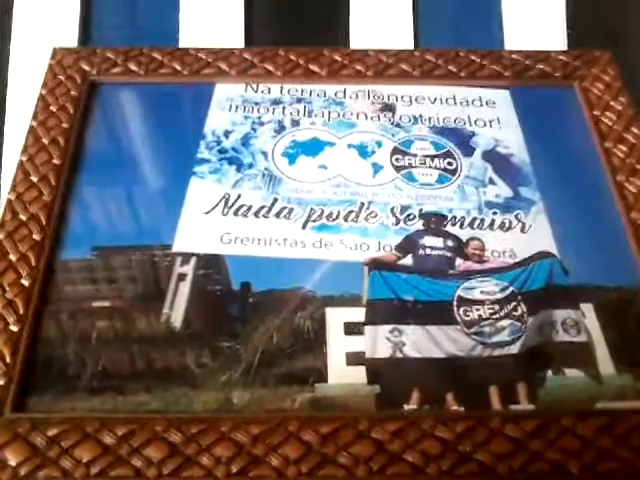 Na terra da longevidade
imortal apenas o tricolor!
GRÊMIO
Nada pode ser maior
Gremistas de São Jo
GRÊMIO